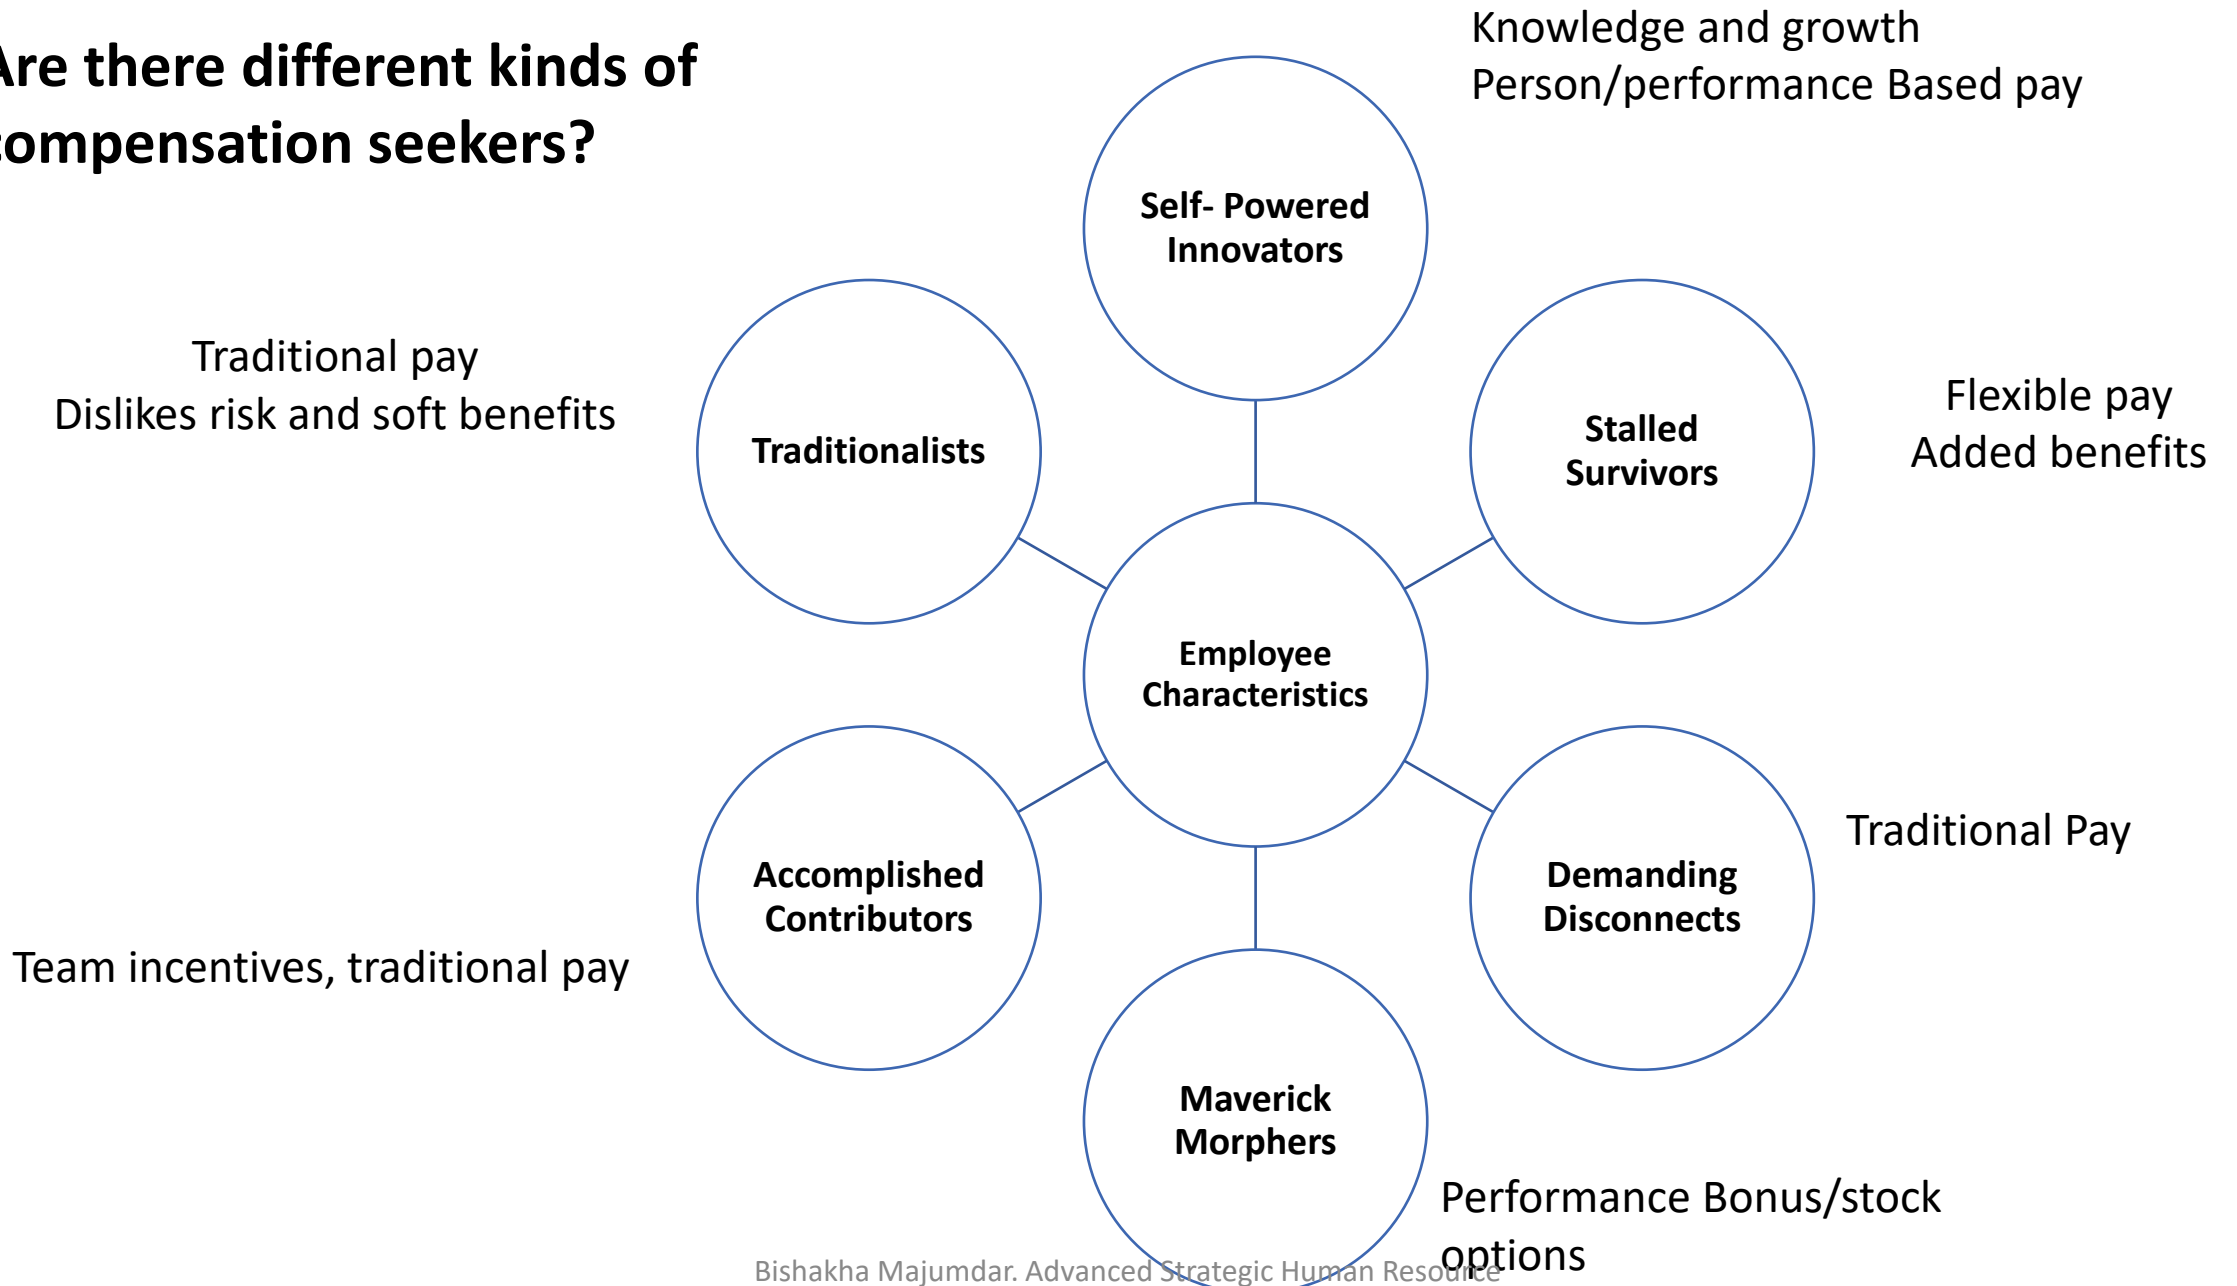 Are there different kinds of
compensation seekers?
Knowledge and growth
Person/performance Based pay
Self- Powered
Innovators
Traditional pay
Dislikes risk and soft benefits
Traditionalists
Stalled
Survivors
Flexible pay
Added benefits
Employee
Characteristics
Accomplished
Contributors
Team incentives, traditional pay
Demanding
Disconnects
Traditional Pay
Maverick
Morphers
Performance Bonus/stock
options
Bishakha Majumdar. Advanced Strategic Human Resource